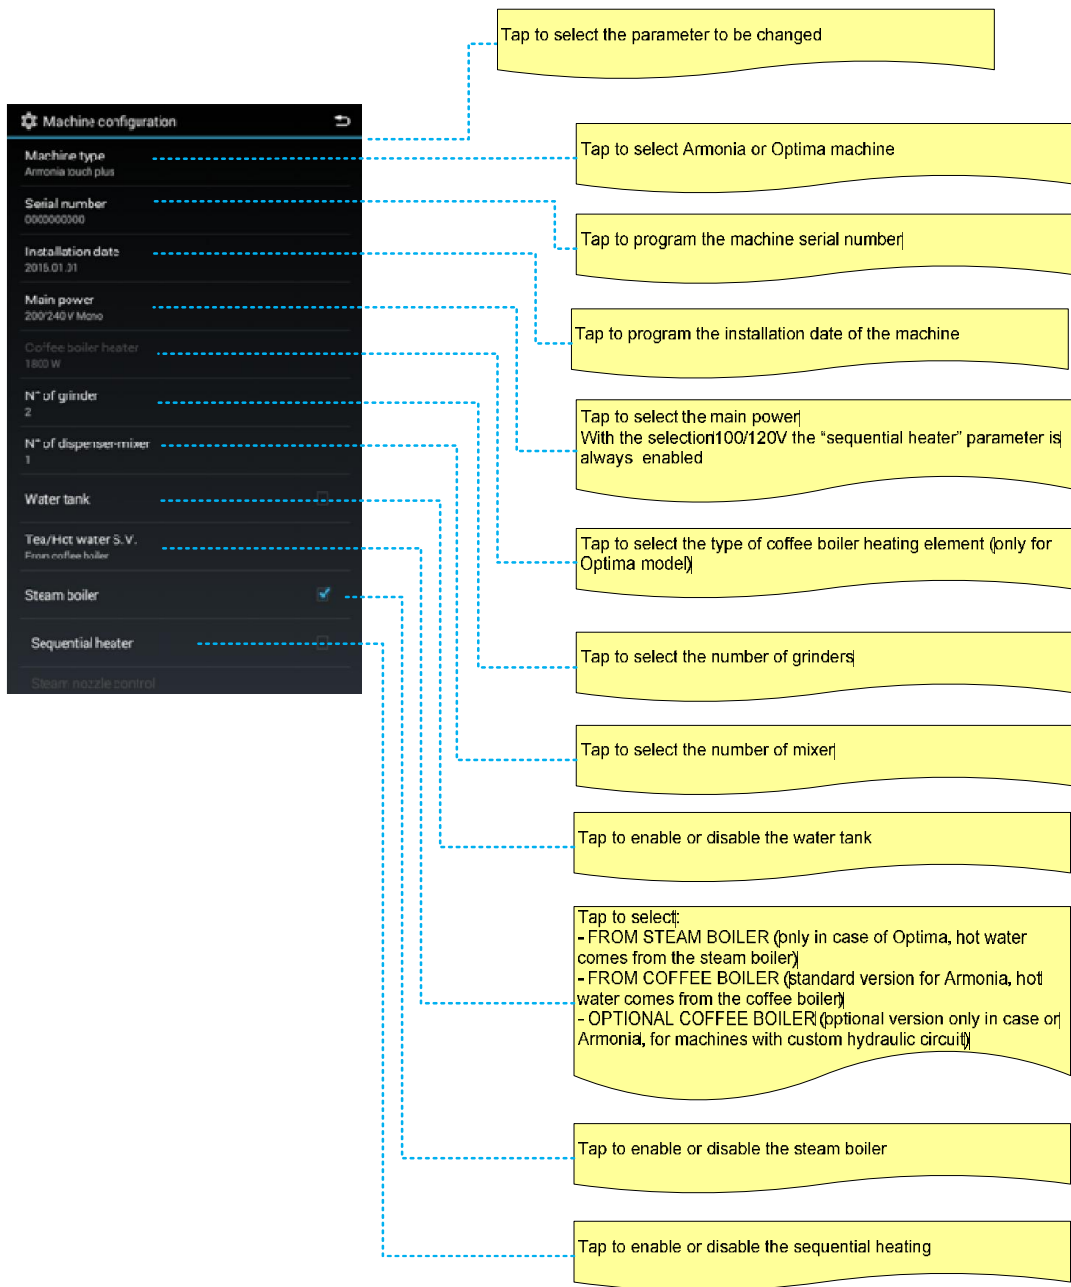 Tap to select the parameter to be changed
Machine configuration
Machine type
Armonia touch plus
Tap to select Armonia or Optima machine
Serial number
0000000000
Tap to program the machine serial number
Installation date
2015.01.01
Main power
200/240 V Mono
Tap to program the installation date of the machine
Coffee boiler heater
1800 W
N° of grinder
2
Tap to select the main power
With the selection100/120V the “sequential heater” parameter is
always enabled
N° of dispenser-mixer
1
Water tank
Tea/Hot water S.V.
From coffee boiler
Tap to select the type of coffee boiler heating element (only for
Optima model)
Steam boiler
Sequential heater
Steam nozzle control
Tap to select the number of grinders
Tap to select the number of mixer
Tap to enable or disable the water tank
Tap to select:
- FROM STEAM BOILER (only in case of Optima, hot water
comes from the steam boiler)
- FROM COFFEE BOILER (standard version for Armonia, hot
water comes from the coffee boiler)
- OPTIONAL COFFEE BOILER (optional version only in case or
Armonia, for machines with custom hydraulic circuit)
Tap to enable or disable the steam boiler
Tap to enable or disable the sequential heating